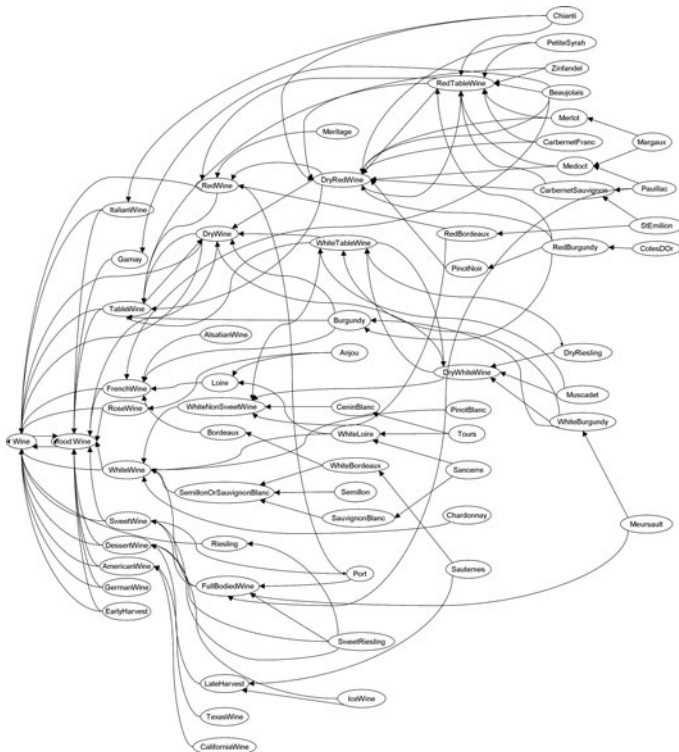 Chianti
PetiteSyrah
Zinfandel
RedTableWine
Beaujolais
Merlot
Meritage
CarbernetFranc
Margaux
Medoct
DryRedWine
RedWine
CarbernetSauvignon
Pauillac
ItalianWine
StEmilion
DryWine
RedBordeaux
WhiteTableWine
RedBurgundy
CotesDOr
Gamay
PinotNoir
TableWine
Burgundy
AlsatianWine
Anjou
DryRiesling
DryWhiteWine
Loire
FrenchWine
Muscadet
RoseWine
WhiteNonSweetWine
CeninBlanc
PinotBlanc
WhiteBurgundy
Bordeaux
WhiteLoire
Tours
Wine
food:Wine
WhiteBordeaux
WhiteWine
Sancerre
SemillonOrSauvignonBlanc
Semillon
SauvignonBlanc
Chardonnay
SweetWine
Meursault
Riesling
DessertWine
AmericanWine
Port
Sauternes
GermanWine
FullBodiedWine
EarlyHarvest
SweetRiesling
LateHarvest
IceWine
TexasWine
CaliforniaWine